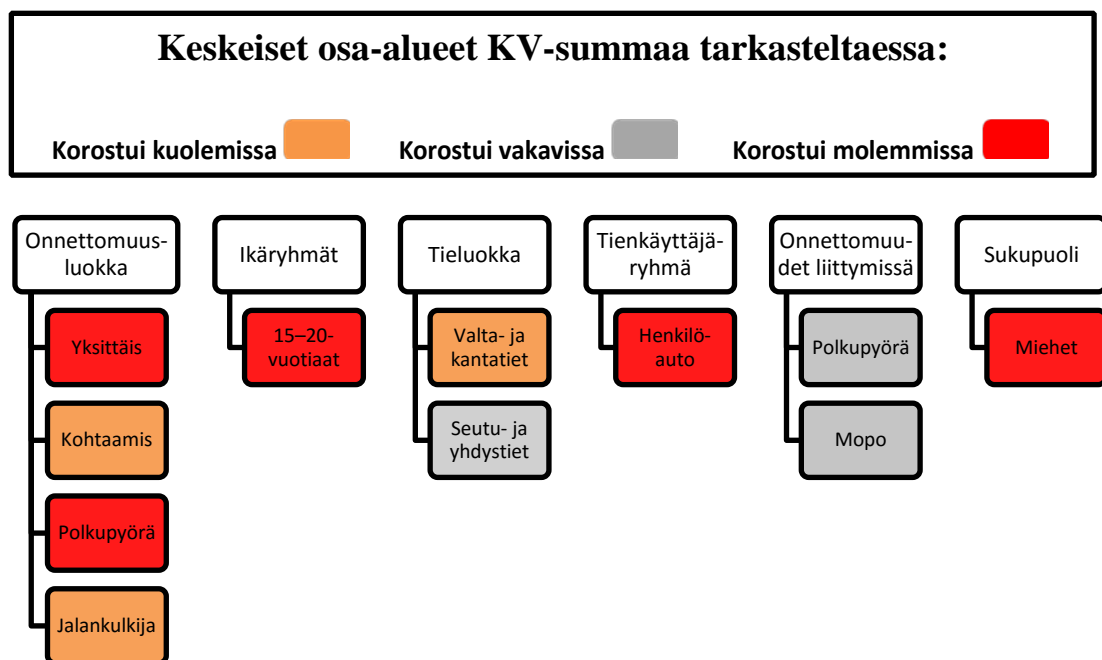 Keskeiset osa-alueet KV-summaa tarkasteltaessa:
Korostui kuolemissa
Korostui vakavissa
Korostui molemmissa
Onnettomuus-
luokka
Yksittäis
Kohtaamis
Polkupyörä
Jalankulkija
Ikäryhmät
15–20-
vuotiaat
Tieluokka
Valta- ja
kantatiet
Seutu- ja
yhdystiet
Tienkäyttäjä-
ryhmä
Henkilö-
auto
Onnettomuu-
det liittymissä
Polkupyörä
Mopo
Sukupuoli
Miehet